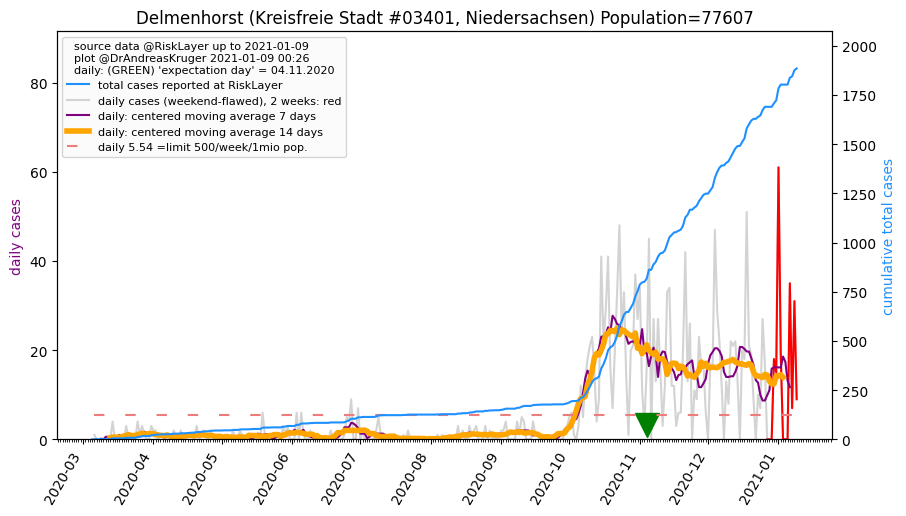 Delmenhorst (Kreisfreie Stadt #03401, Niedersachsen) Population=77607
source data @RiskLayer up to 2021-01-09
plot @DrAndreasKruger 2021-01-09 00:26
daily: (GREEN) 'expectation day' = 04.11.2020
total cases reported at RiskLayer
daily cases (weekend-flawed), 2 weeks: red
daily: centered moving average 7 days
daily: centered moving average 14 days
daily 5.54 =limit 500/week/1mio pop.
daily cases
80
60
40
20
0
cumulative total cases
2000
1750
1500
1250
1000
750
500
250
0
2020-03
2020-04
2020-05
2020-06
2020-07
2020-08
2020-09
2020-10
2020-11
2020-12
2021-01